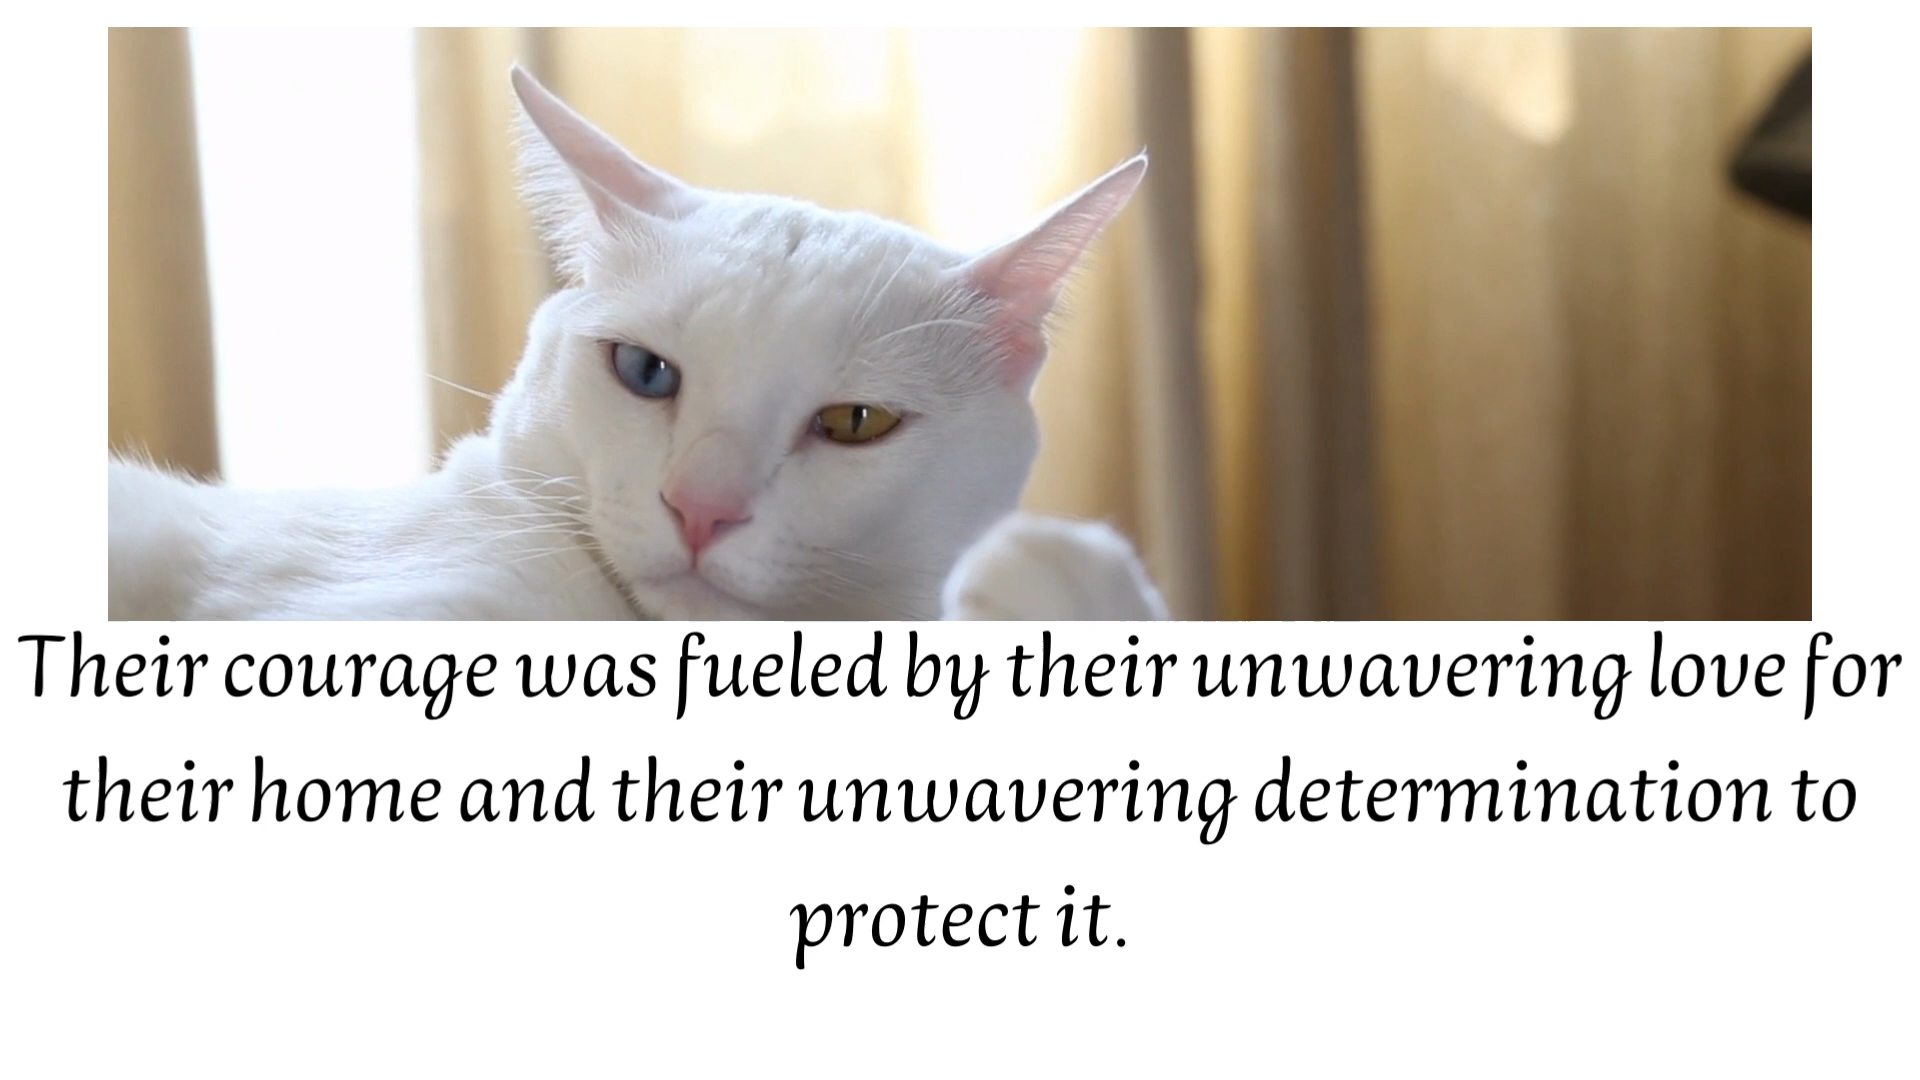 Their courage was fueled by their unwavering love for
their home and their unwavering determination to
protect it.